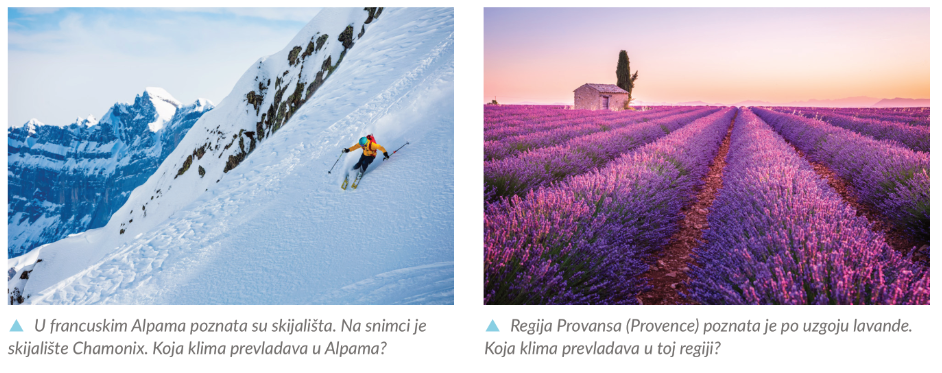 U francuskim Alpama poznata su skijališta. Na snimci je
skijalište Chamonix. Koja klima prevladava u Alpama?
Regija Provansa (Provence) poznata je po uzgoju lavande.
Koja klima prevladava u toj regiji?